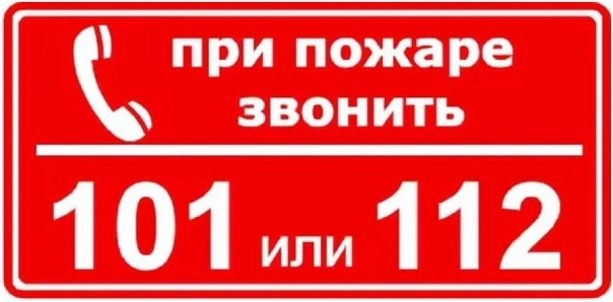 при пожаре
звонить
101 или 112